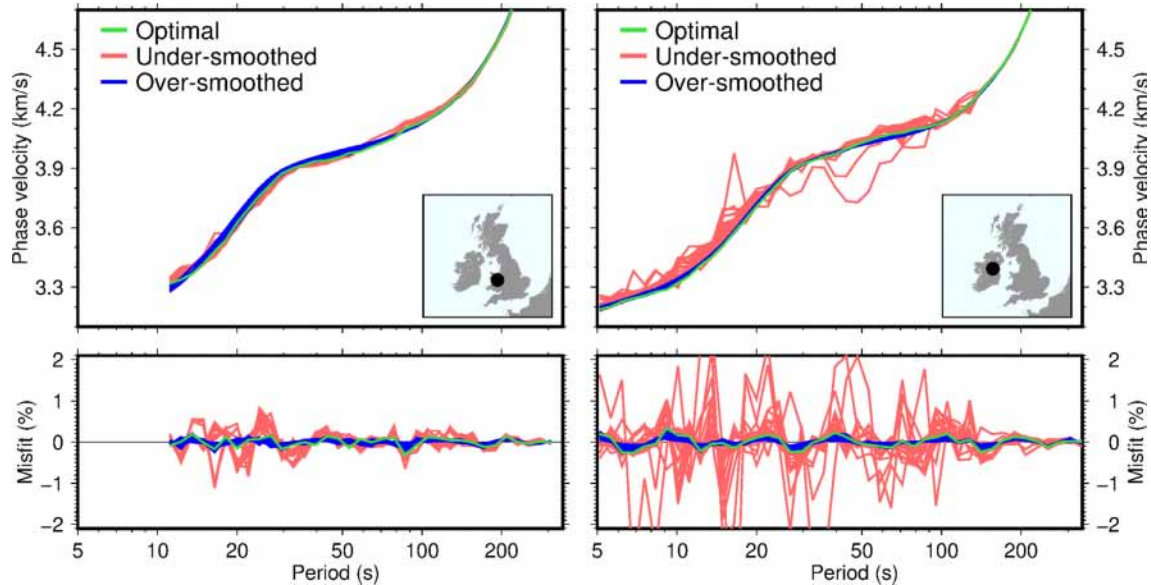 Optimal
Under-smoothed
Over-smoothed
Phase velocity (km/s)
4.5
4.2
3.9
3.6
3.3
Optimal
Under-smoothed
Over-smoothed
4.5
4.2
3.9
3.6
3.3
Phase velocity (km/s)
Misfit (%)
2
1
0
−1
−2
5 10 20 50 100 200
Period (s)
2
1
0
−1
−2
Misfit (%)
5 10 20 50 100 200
Period (s)